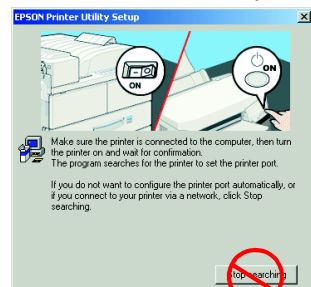 EPSON Printer Utility Setup
ON
ON
Make sure the printer is connected to the computer, then turn
the printer on and wait for confirmation.
The program searches for the printer to set the printer port.
If you do not want to configure the printer port automatically, or
if you connect to your printer via a network, click Stop
searching.
Stop searching